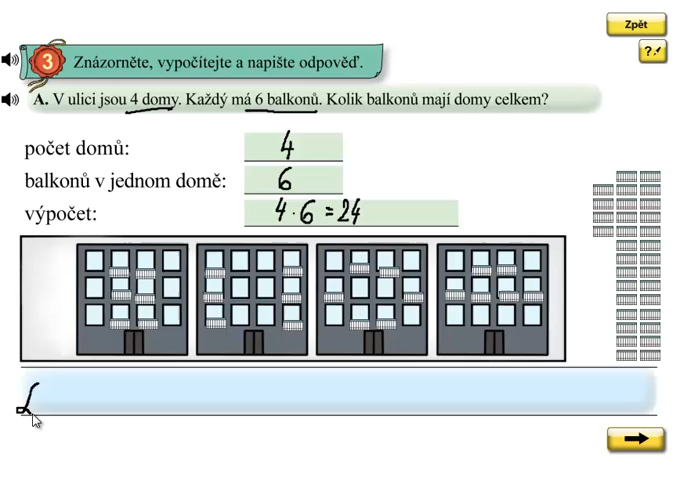 Zpět
3 Znázorněte, vypočítejte a napište odpověď.
?✓
A. V ulici jsou 4 domy. Každý má 6 balkonů. Kolik balkonů mají domy celkem?
počet domů: 4
balkonů v jednom domě: 6
výpočet: 4 · 6 = 24